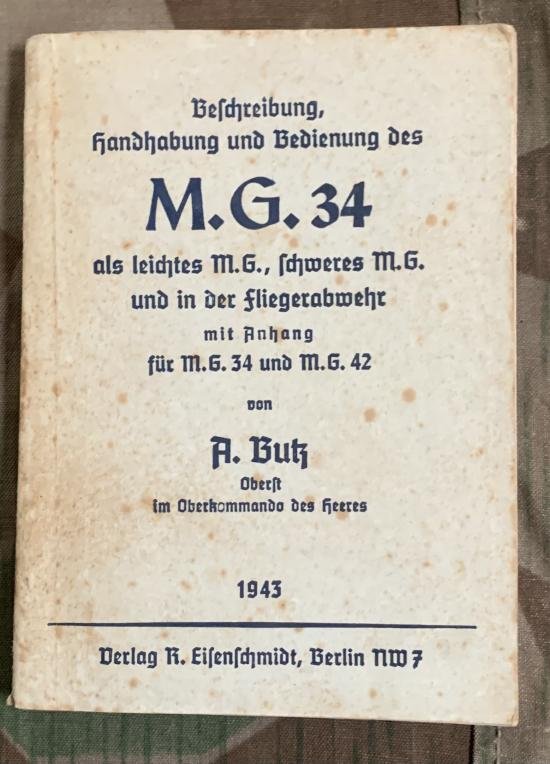 Beſchreibung,
Handhabung und Bedienung des
M.G. 34
als leichtes M.G., ſchweres M.G.
und in der Fliegerabwehr
mit Anhang
für M.G. 34 und M.G. 42
von
A. Butz
Oberſt
im Oberkommando des Heeres
1943
Verlag R. Eiſenſchmidt, Berlin NW 7